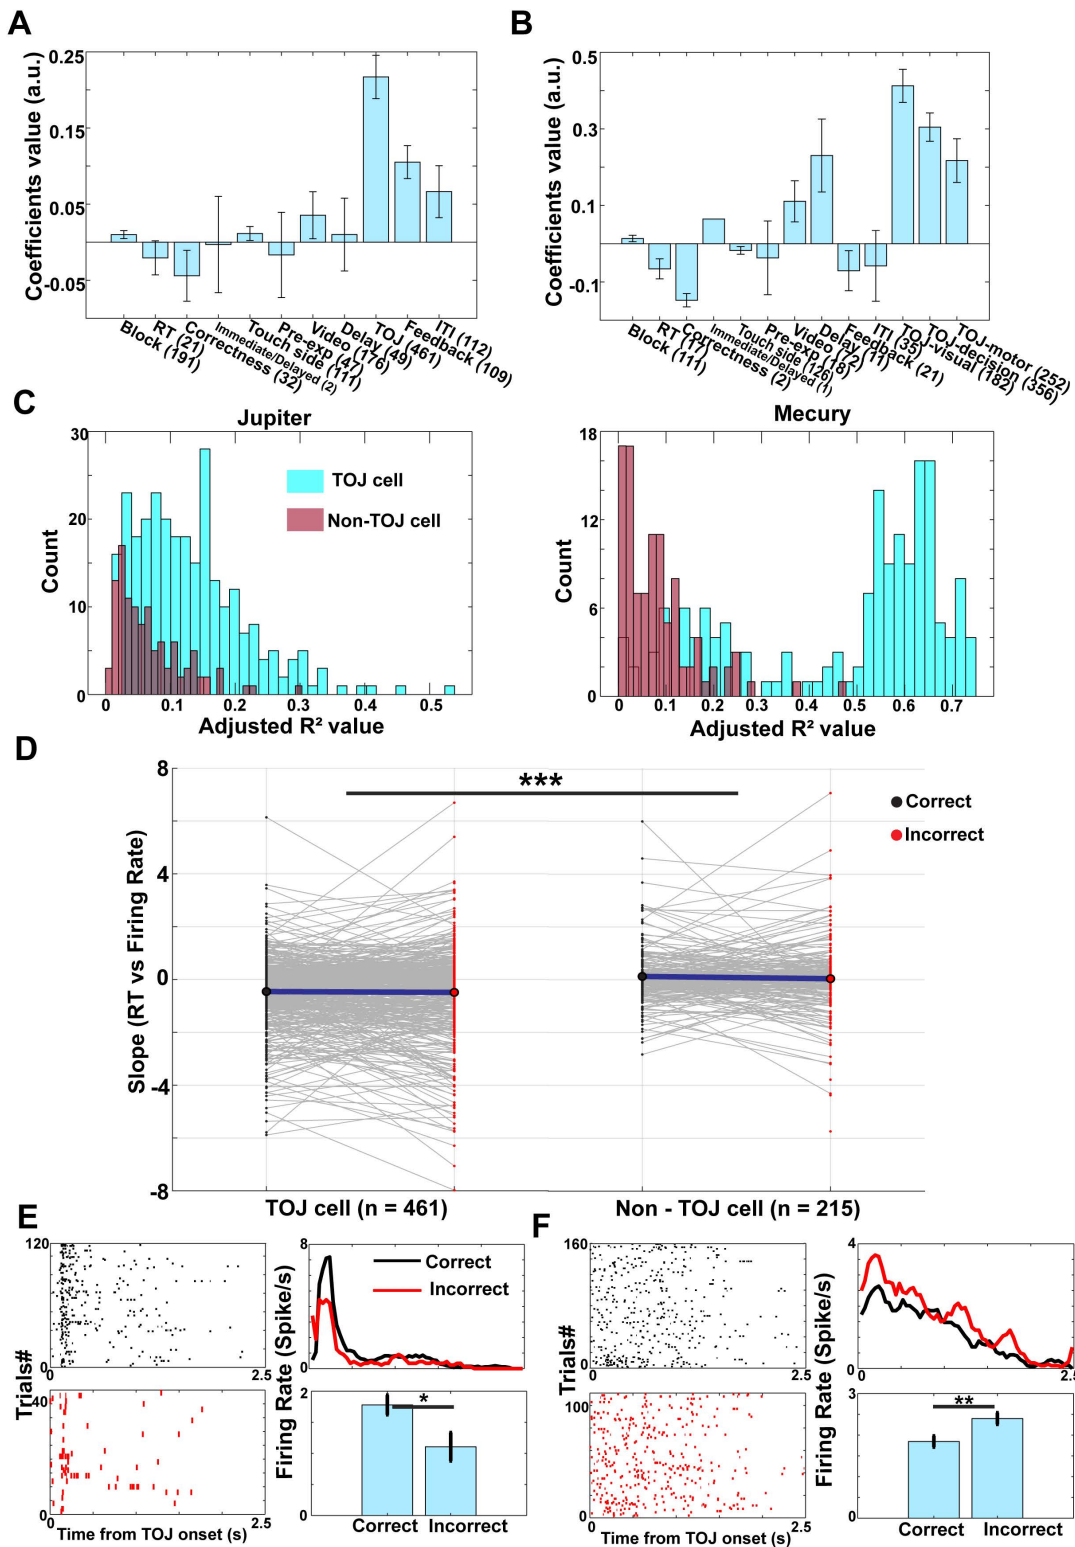 A
B
Coefficients value (a.u.)
0.25
0.15
0.05
-0.05
Block (191)
RT (21)
Correctness (32)
Immediate/Delayed (2)
Touch side (111)
Pre-exp (47)
Video (176)
Delay (49)
TOJ (461)
Feedback (109)
ITI (112)
Coefficients value (a.u.)
0.5
0.3
0.1
-0.1
Block (111)
RT (17)
Correctness (2)
Immediate/Delayed (1)
Touch side (126)
Pre-exp (18)
Video (72)
Delay (11)
Feedback (21)
ITI (35)
TOJ-visual (182)
TOJ-decision (356)
TOJ-motor (252)
C
Jupiter
Count
30
20
10
0
TOJ cell
Non-TOJ cell
0 0.1 0.2 0.3 0.4 0.5
Adjusted R² value
Mecury
Count
18
12
6
0
0 0.1 0.2 0.3 0.4 0.5 0.6 0.7
Adjusted R² value
D
Slope (RT vs Firing Rate)
8
4
0
-4
-8
***
Correct
Incorrect
TOJ cell (n = 461)
Non - TOJ cell (n = 215)
E
Trials#
120
0
2.5
40
0
0
2.5
Time from TOJ onset (s)
Firing Rate (Spike/s)
8
0
Correct
Incorrect
2
1
0
*
Correct
Incorrect
F
Trials#
160
0
0
2.5
100
0
0
2.5
Time from TOJ onset (s)
Firing Rate (Spike/s)
4
2
0
2.5
3
0
**
Correct
Incorrect